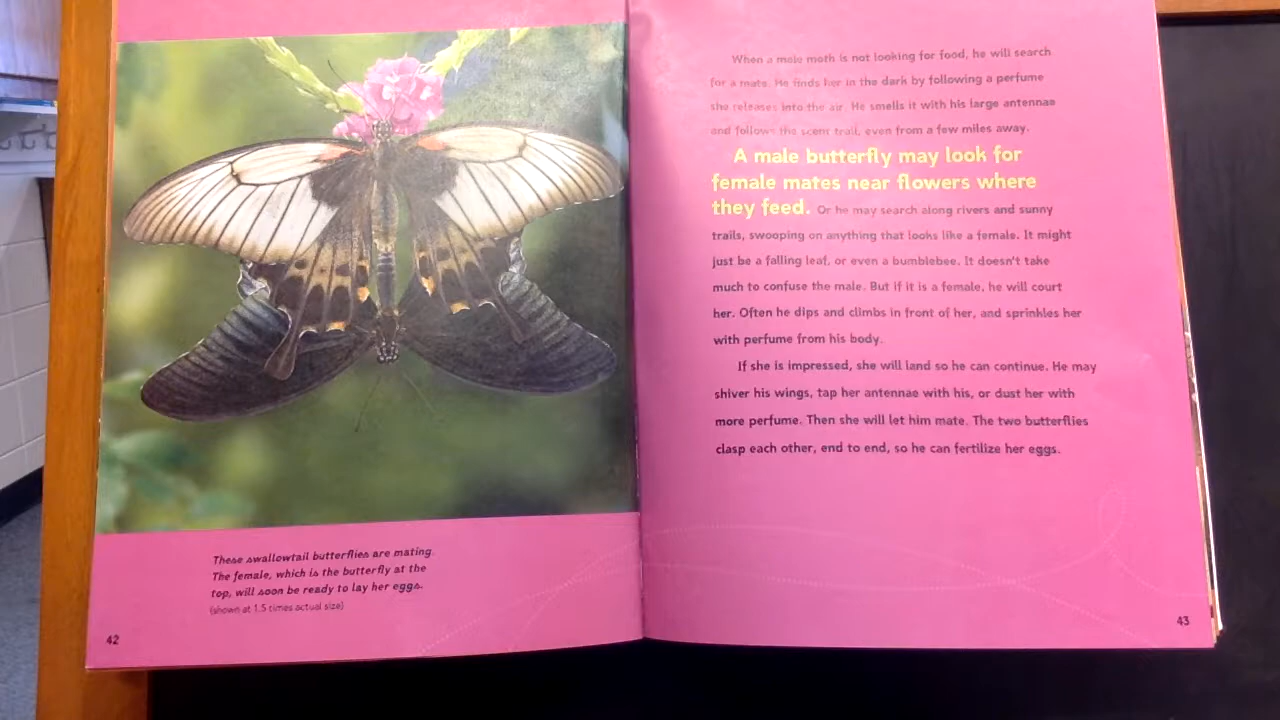 These swallowtail butterflies are mating.
The female, which is the butterfly at the
top, will soon be ready to lay her eggs.
(shown at 1.5 times actual size)
42
When a male moth is not looking for food, he will search
for a mate. He finds her in the dark by following a perfume
she releases into the air. He smells it with his large antennae
and follows the scent trail, even from a few miles away.
A male butterfly may look for
female mates near flowers where
they feed. Or he may search along rivers and sunny
trails, swooping on anything that looks like a female. It might
just be a falling leaf, or even a bumblebee. It doesn't take
much to confuse the male. But if it is a female, he will court
her. Often he dips and climbs in front of her, and sprinkles her
with perfume from his body.
If she is impressed, she will land so he can continue. He may
shiver his wings, tap her antennae with his, or dust her with
more perfume. Then she will let him mate. The two butterflies
clasp each other, end to end, so he can fertilize her eggs.
43